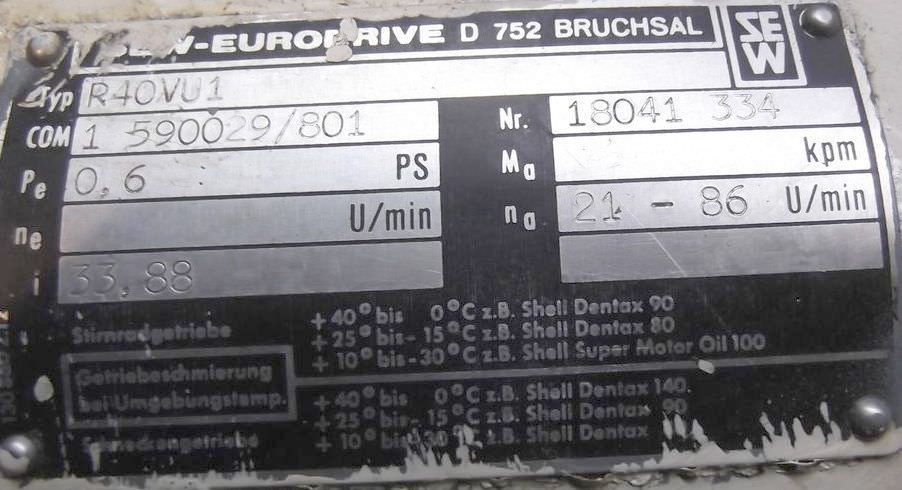 SEW-EURODRIVE D 752 BRUCHSAL SEW
Typ R40VU1
COM 1 590029/801 Nr. 18041 334
Pe 0,6 PS Ma kpm
ne U/min na 21 - 86 U/min
i 33,88
Stirnradgetriebe
+40° bis 0°C z.B. Shell Dentax 90
+25° bis - 15°C z.B. Shell Dentax 80
+10° bis -30°C z.B. Shell Super Motor Oil 100
Getriebeschmierung
bei Umgebungstemp.
+40° bis 0°C z.B. Shell Dentax 140
+25° bis - 15°C z.B. Shell Dentax 90
Schneckengetriebe
+10° bis -30°C z.B. Shell Dentax